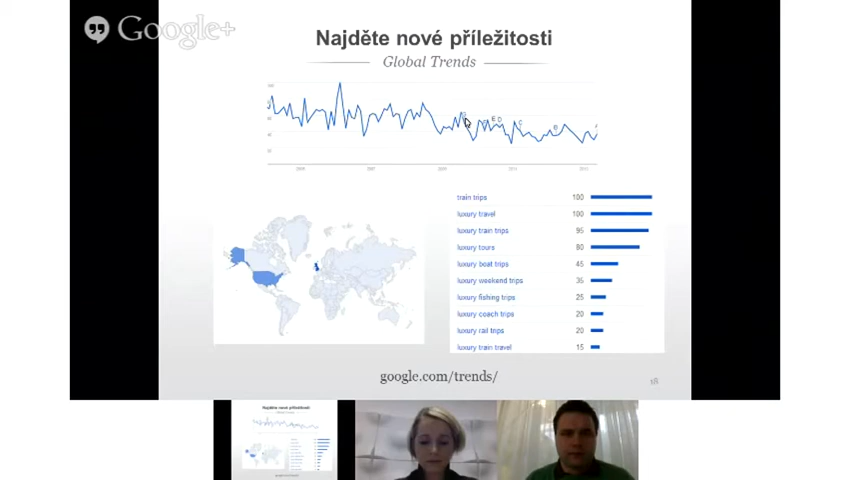 Google+
Najděte nové příležitosti
Global Trends
train trips 100
luxury travel 100
luxury train trips 95
luxury tours 80
luxury boat trips 45
luxury weekend trips 35
luxury fishing trips 25
luxury coach trips 20
luxury rail trips 20
luxury train travel 15
google.com/trends/
18